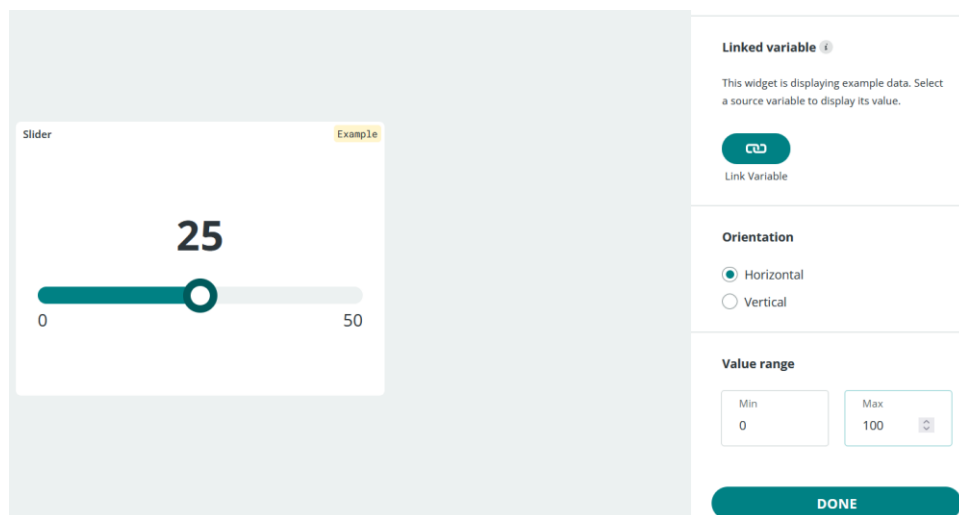 Slider
Example
25
0
50
Linked variable i
This widget is displaying example data. Select
a source variable to display its value.
Link Variable
Orientation
Horizontal
Vertical
Value range
Min
0
Max
100
DONE